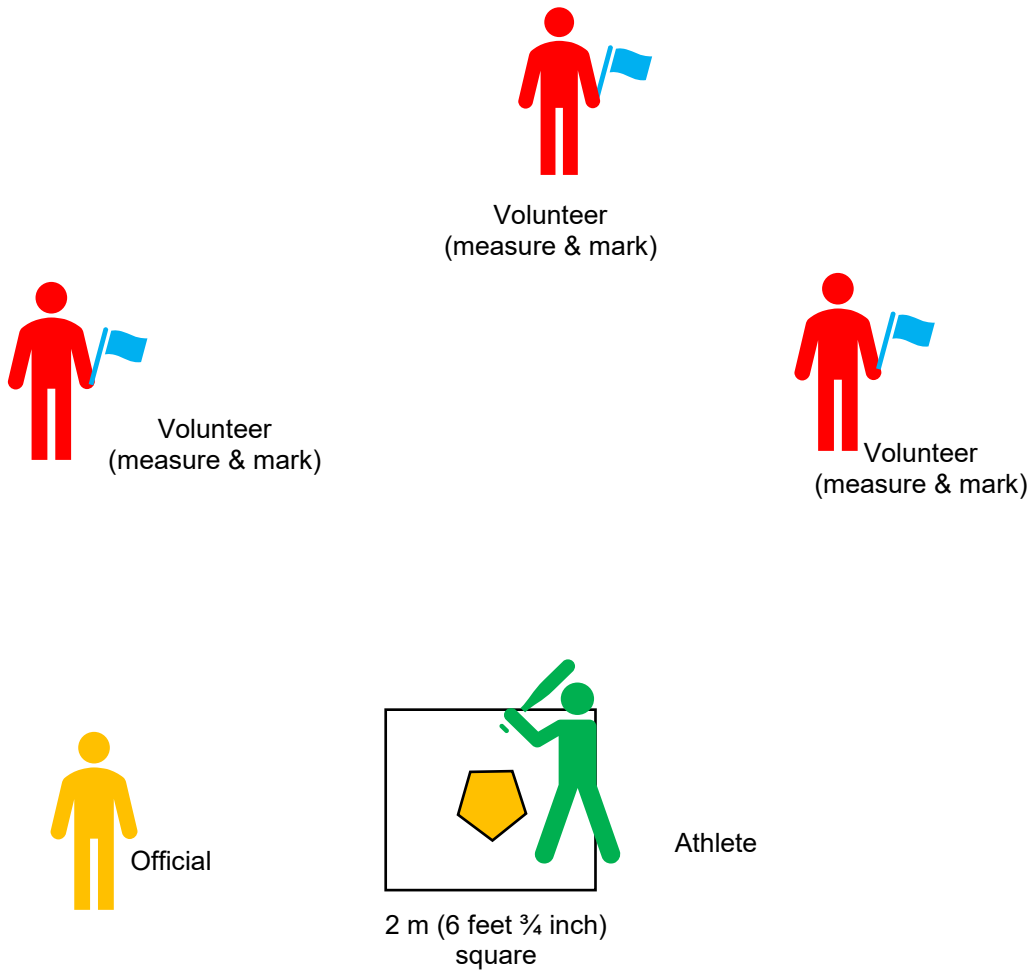 Volunteer
(measure & mark)
Volunteer
(measure & mark)
Volunteer
(measure & mark)
Official
Athlete
2 m (6 feet ¾ inch)
square